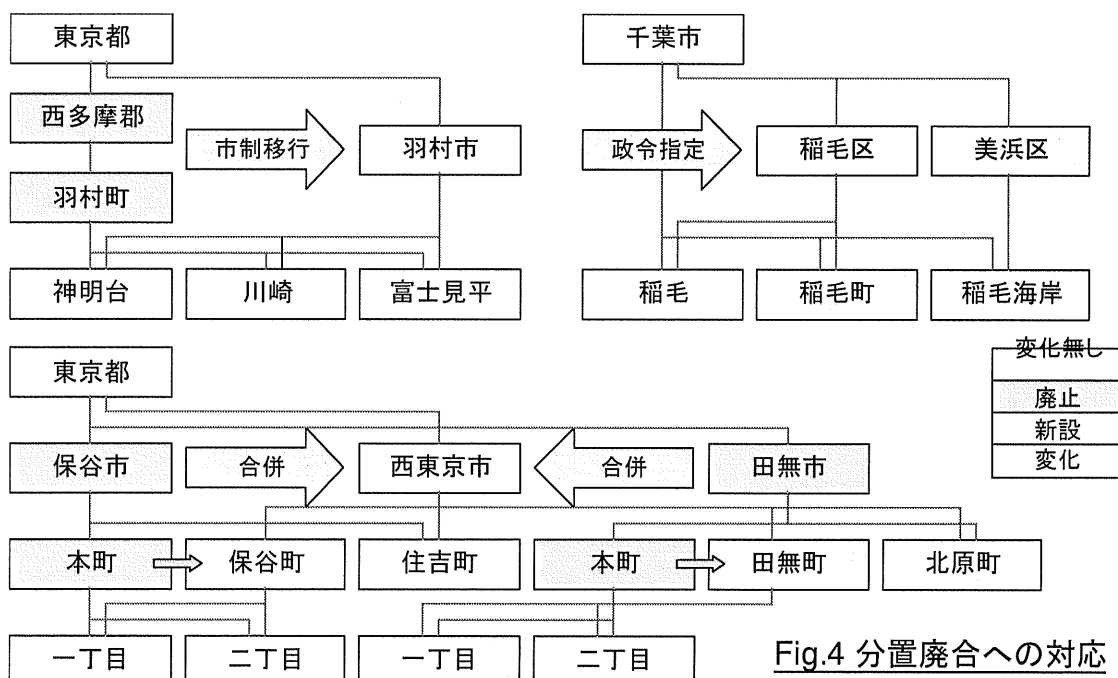 東京都
千葉市
西多摩郡
市制移行
羽村市
政令指定
稲毛区
美浜区
羽村町
神明台
川崎
富士見平
稲毛
稲毛町
稲毛海岸
変化無し
廃止
新設
変化
東京都
保谷市
合併
西東京市
合併
田無市
本町
保谷町
住吉町
本町
田無町
北原町
一丁目
二丁目
一丁目
二丁目
Fig.4 分置廃合への対応